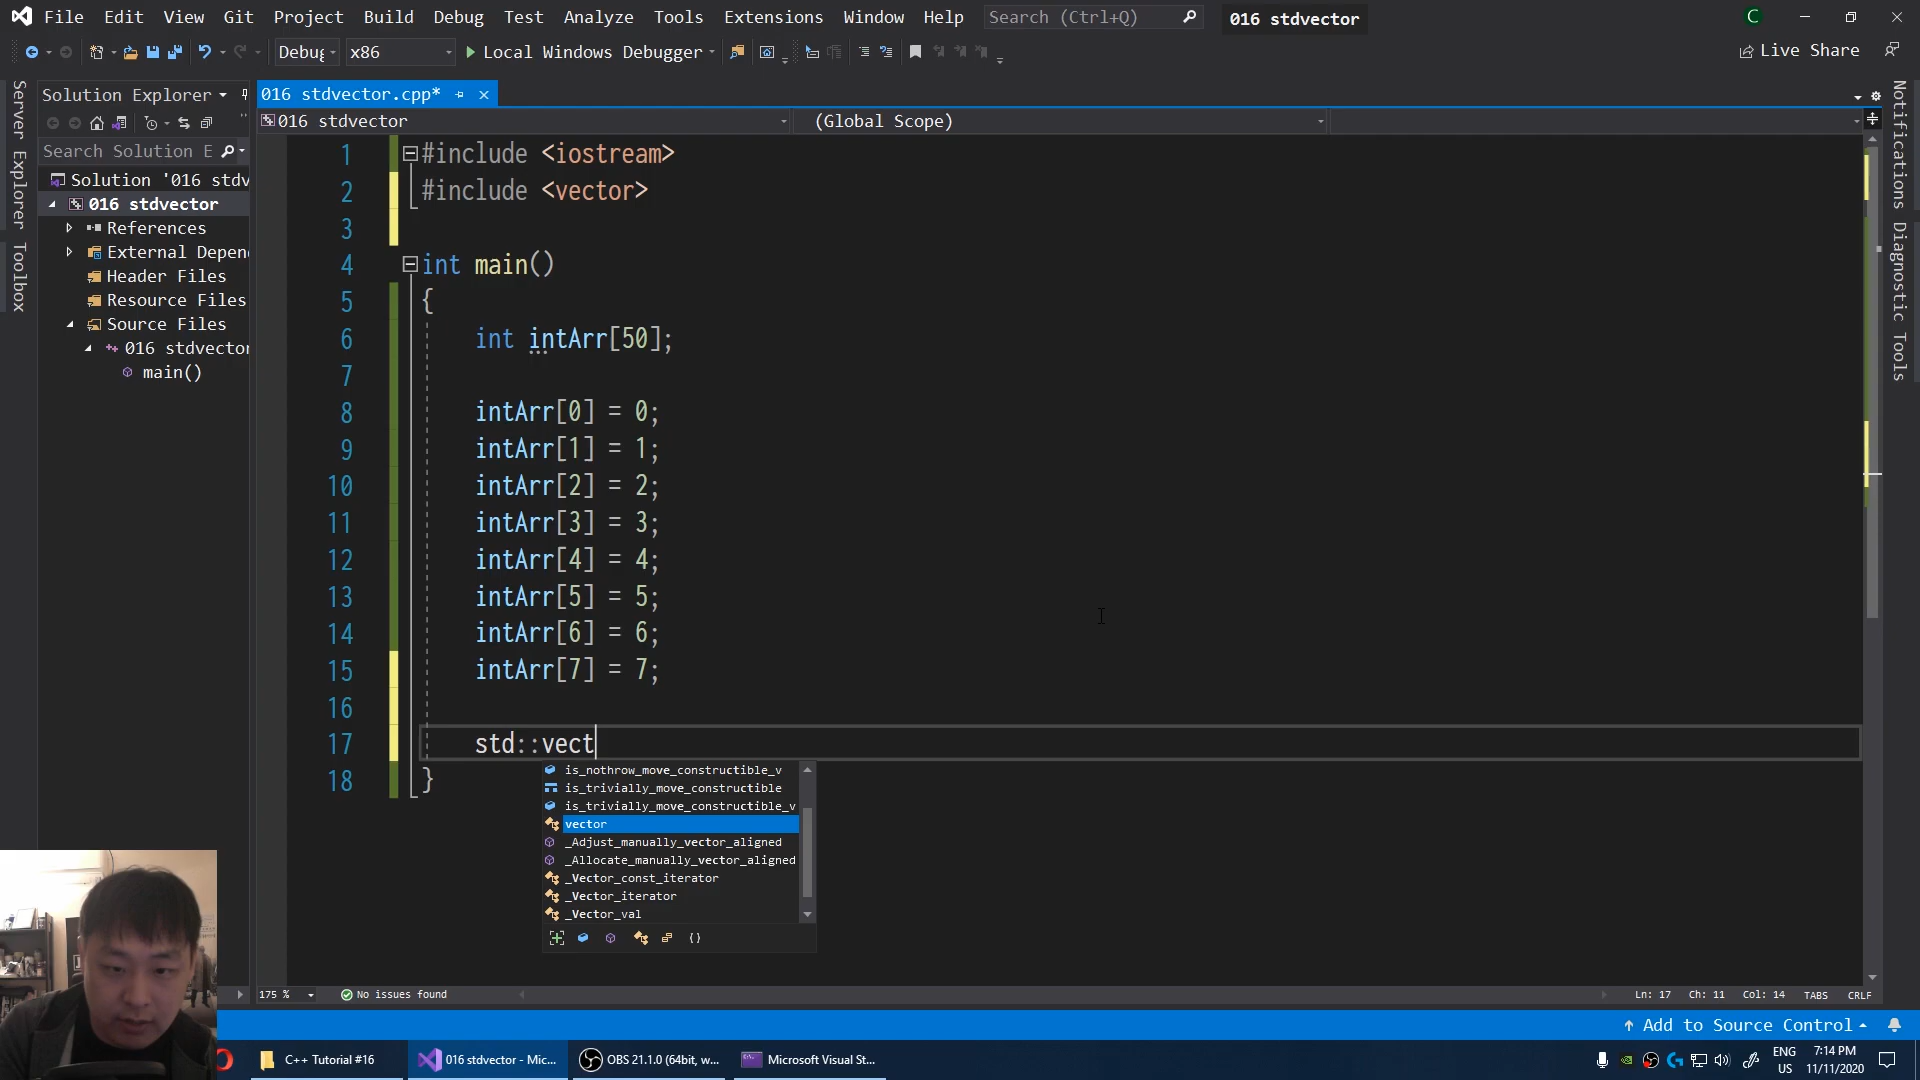 File Edit View Git Project Build Debug Test Analyze Tools Extensions Window Help Search (Ctrl+Q) 016 stdvector C
Debug x86 Local Windows Debugger Live Share
Server Explorer
Toolbox
Solution Explorer
Search Solution E
Solution '016 stdv
016 stdvector
References
External Depen
Header Files
Resource Files
Source Files
016 stdvector
main()
016 stdvector.cpp*
016 stdvector (Global Scope)
1 #include <iostream>
2 #include <vector>
3
4 int main()
5 {
6 int intArr[50];
7
8 intArr[0] = 0;
9 intArr[1] = 1;
10 intArr[2] = 2;
11 intArr[3] = 3;
12 intArr[4] = 4;
13 intArr[5] = 5;
14 intArr[6] = 6;
15 intArr[7] = 7;
16
17 std::vect
18 }
is_nothrow_move_constructible_v
is_trivially_move_constructible
is_trivially_move_constructible_v
vector
_Adjust_manually_vector_aligned
_Allocate_manually_vector_aligned
_Vector_const_iterator
_Vector_iterator
_Vector_val
Notifications
Diagnostic Tools
175 % No issues found Ln: 17 Ch: 11 Col: 14 TABS CRLF
Add to Source Control
C++ Tutorial #16 016 stdvector - Mic... OBS 21.1.0 (64bit, w... Microsoft Visual St...
ENG
US
7:14 PM
11/11/2020